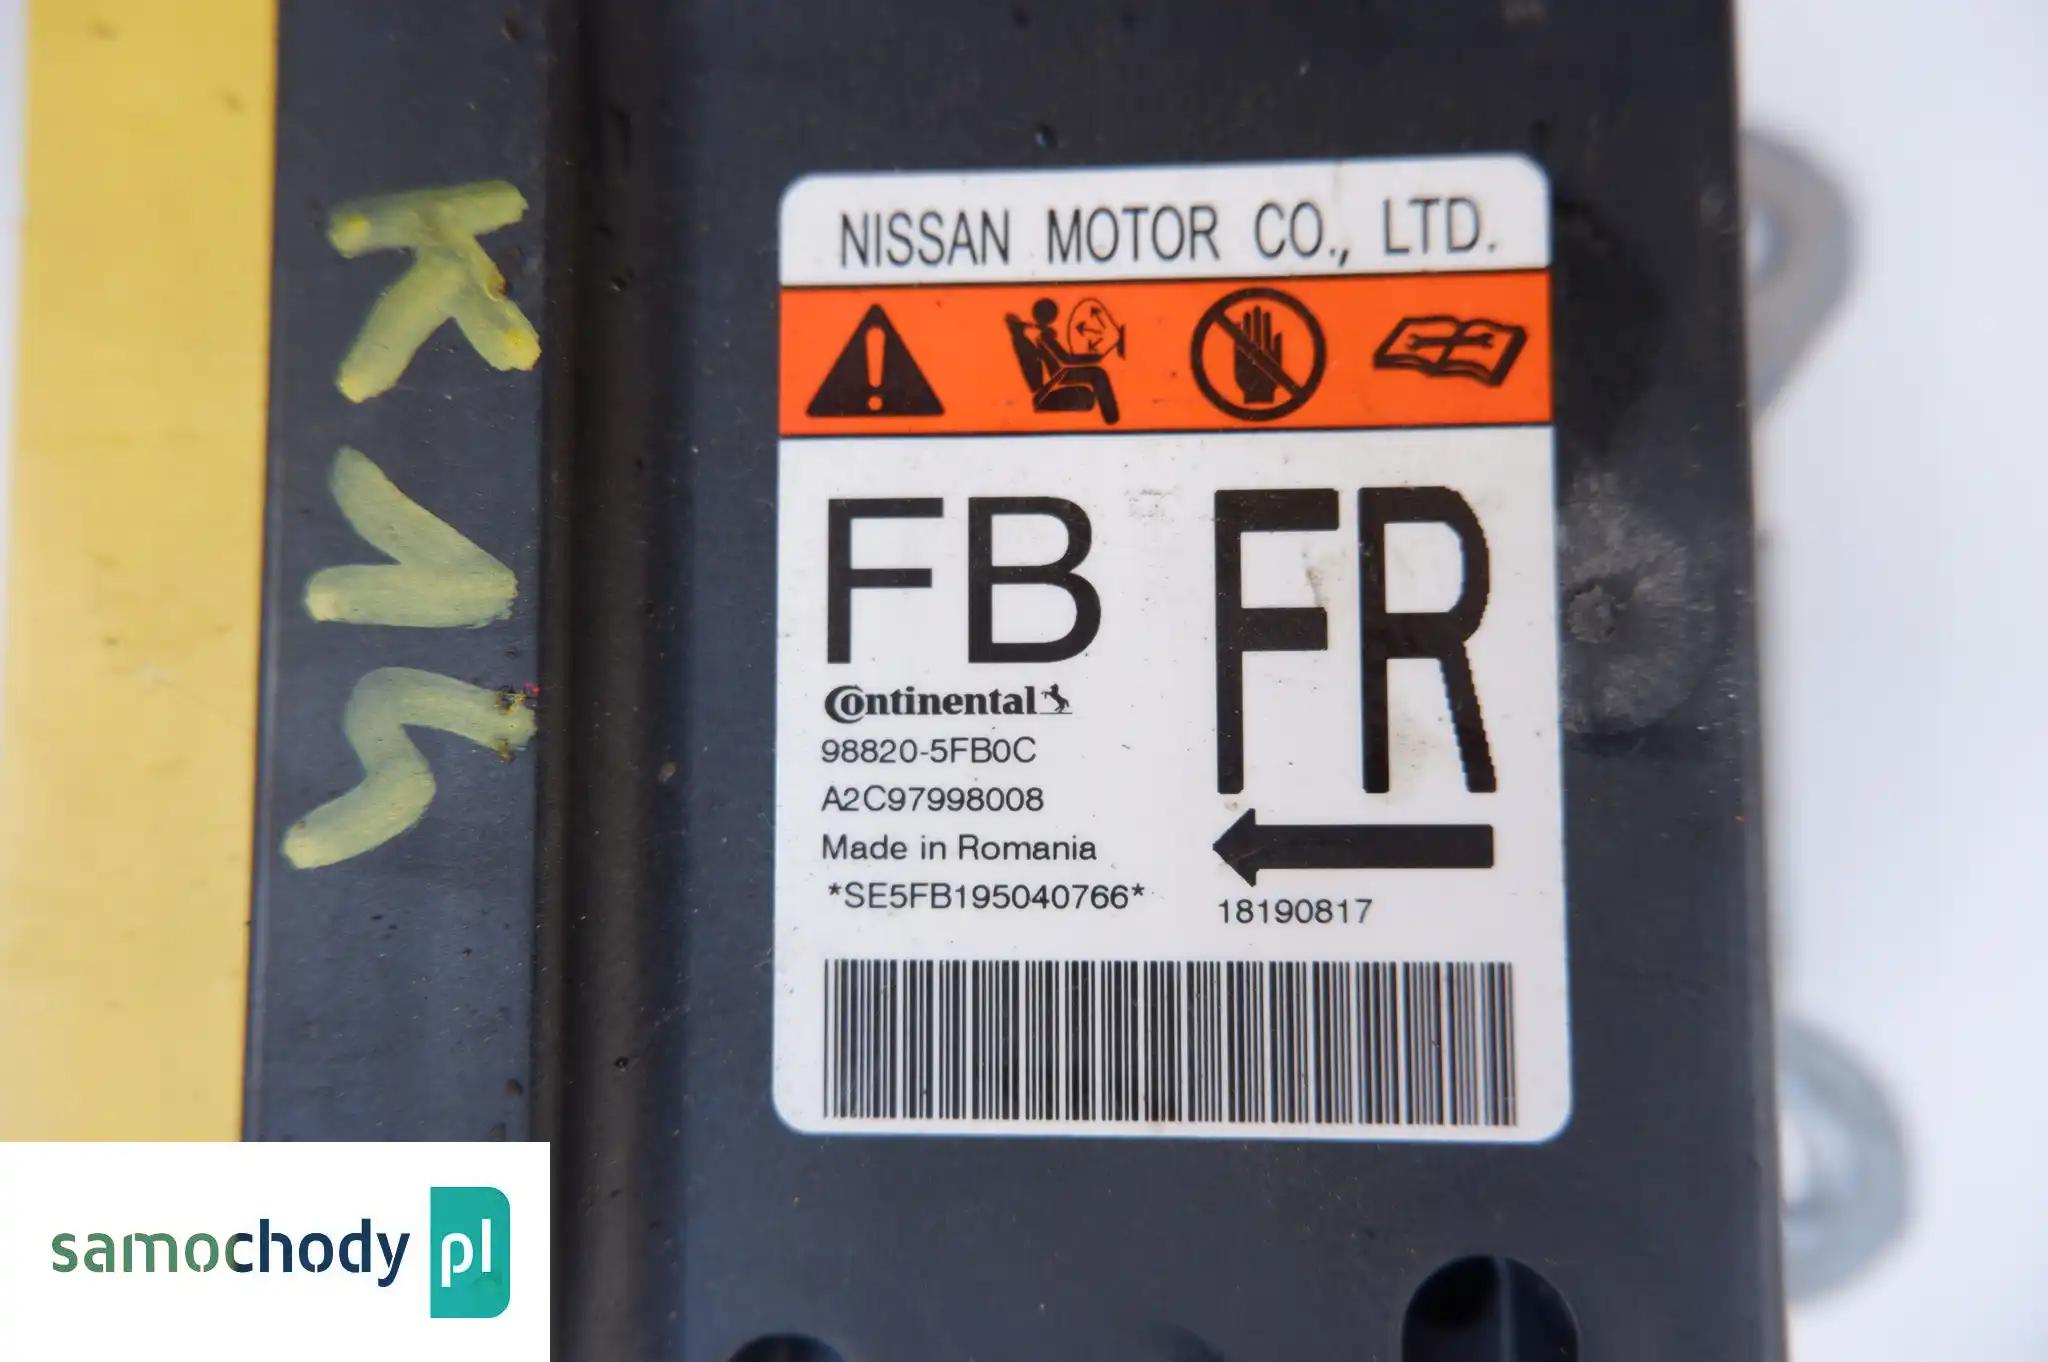 NISSAN MOTOR CO., LTD.
FB
FR
Continental
98820-5FB0C
A2C97998008
Made in Romania
*SE5FB195040766*
18190817
samochody pl